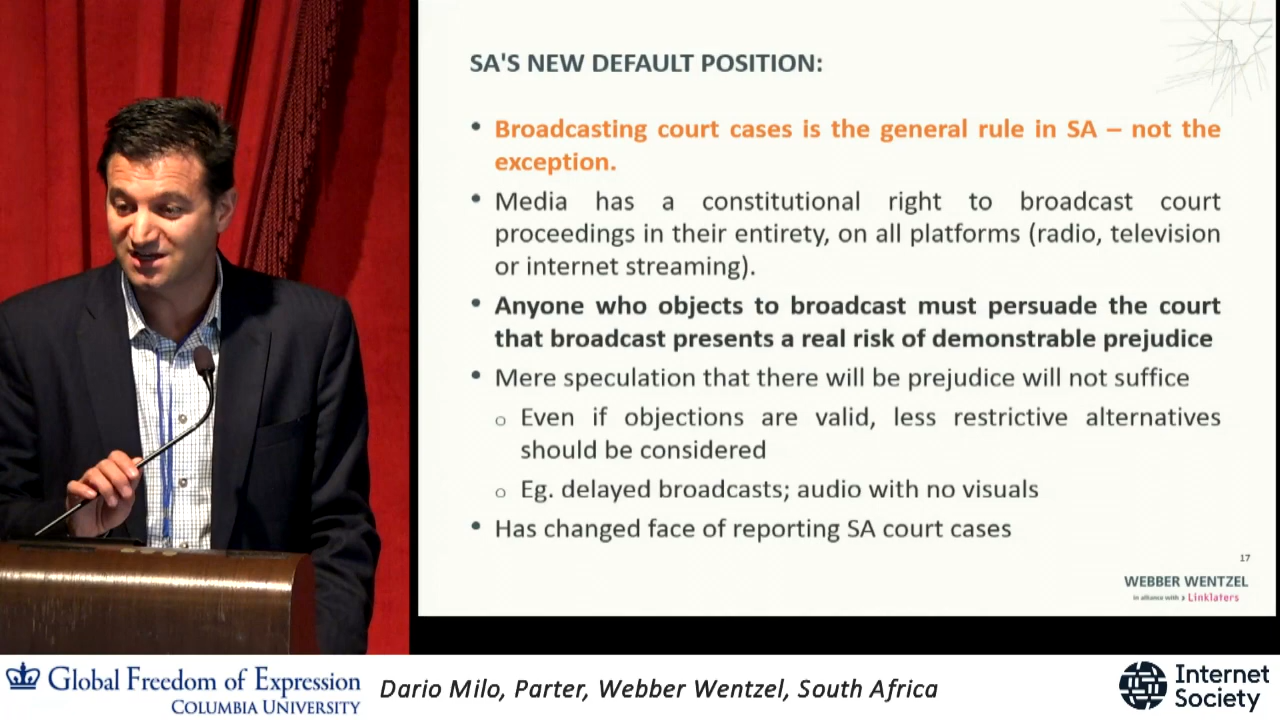 SA'S NEW DEFAULT POSITION:
• Broadcasting court cases is the general rule in SA – not the
exception.
• Media has a constitutional right to broadcast court
proceedings in their entirety, on all platforms (radio, television
or internet streaming).
• Anyone who objects to broadcast must persuade the court
that broadcast presents a real risk of demonstrable prejudice
• Mere speculation that there will be prejudice will not suffice
o Even if objections are valid, less restrictive alternatives
should be considered
o Eg. delayed broadcasts; audio with no visuals
• Has changed face of reporting SA court cases
17
WEBBER WENTZEL
in alliance with > Linklaters
Global Freedom of Expression
COLUMBIA UNIVERSITY
Dario Milo, Parter, Webber Wentzel, South Africa
Internet
Society